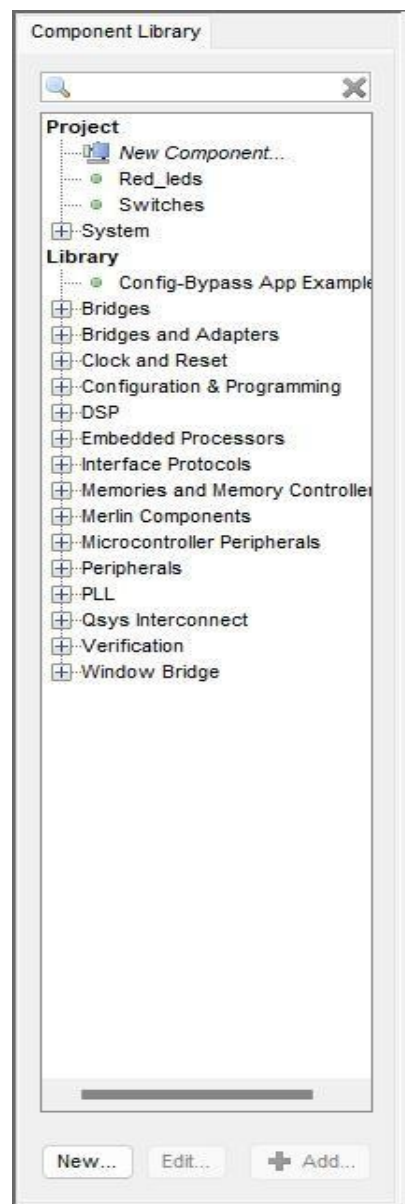 Component Library
Project
New Component...
Red_leds
Switches
System
Library
Config-Bypass App Example
Bridges
Bridges and Adapters
Clock and Reset
Configuration & Programming
DSP
Embedded Processors
Interface Protocols
Memories and Memory Controller
Merlin Components
Microcontroller Peripherals
Peripherals
PLL
Qsys Interconnect
Verification
Window Bridge
New... Edit... Add...